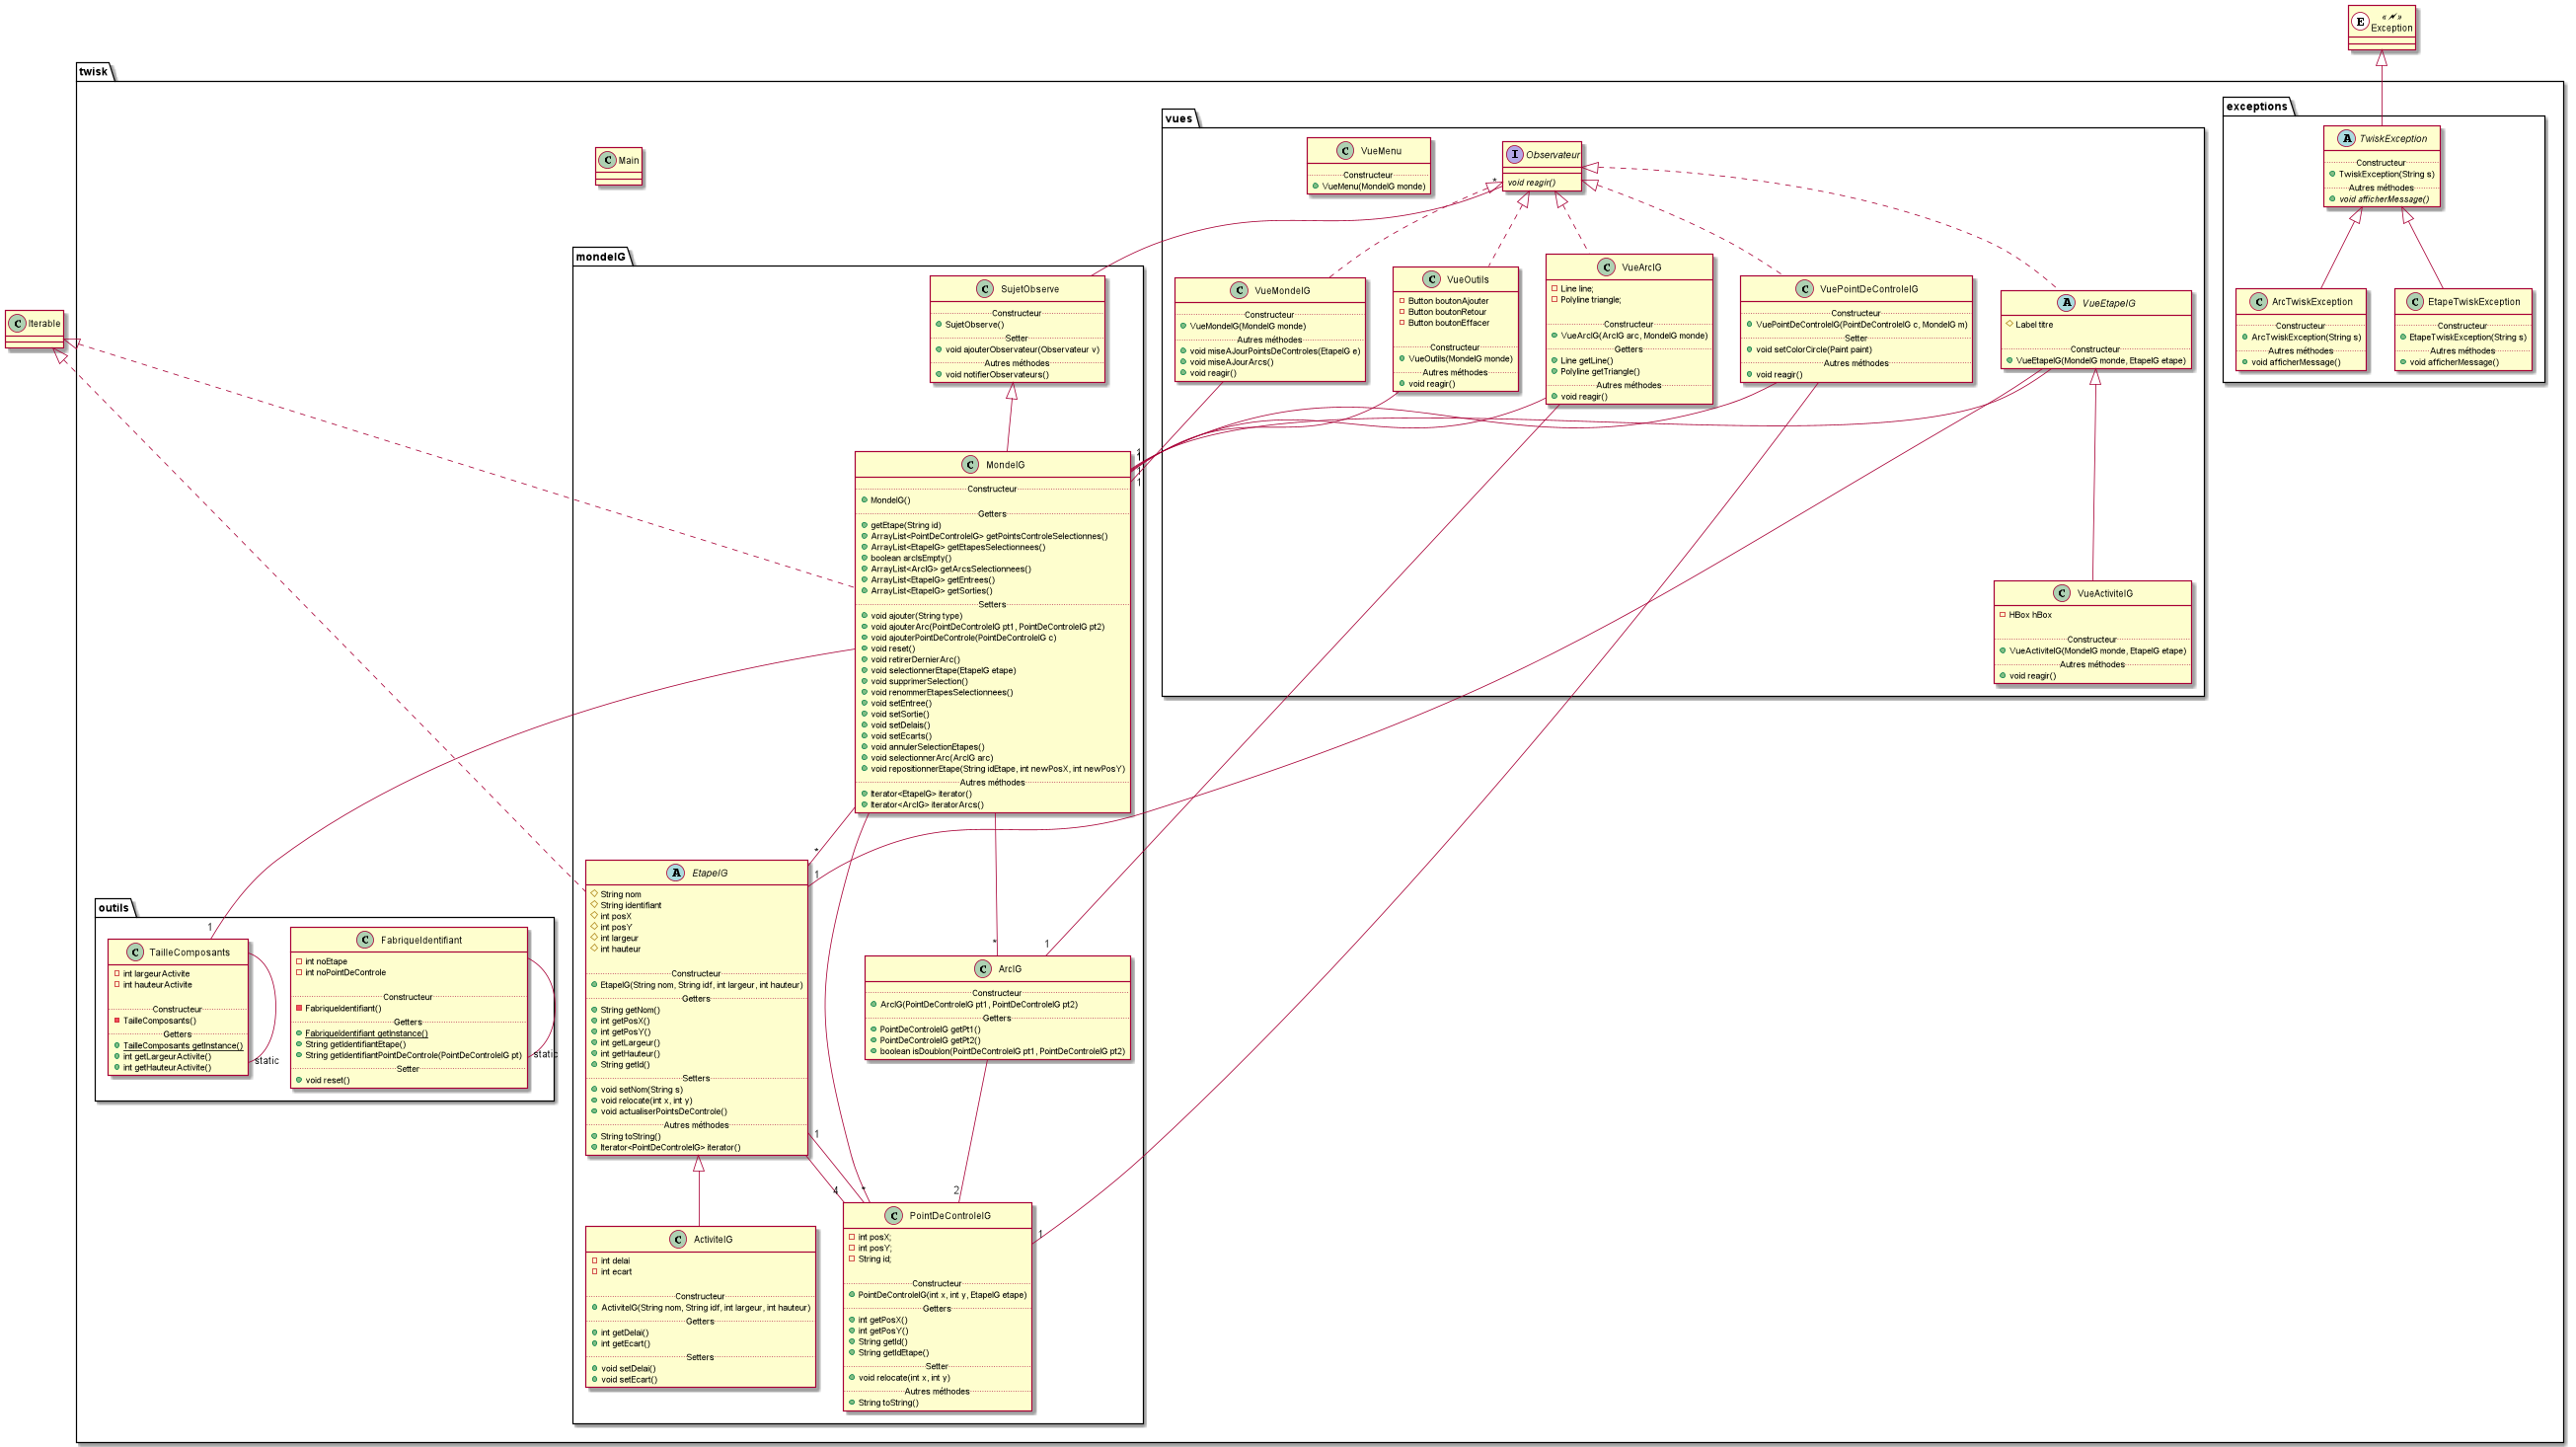 E «  » Exception
twisk
exceptions
A TwiskException
Constructeur
TwiskException(String s)
Autres méthodes
void afficherMessage()
C ArcTwiskException
Constructeur
ArcTwiskException(String s)
Autres méthodes
void afficherMessage()
C EtapeTwiskException
Constructeur
EtapeTwiskException(String s)
Autres méthodes
void afficherMessage()
vues
C VueMenu
Constructeur
VueMenu(MondeIG monde)
I Observateur
void reagir()
*
C VueMondeIG
Constructeur
VueMondeIG(MondeIG monde)
Autres méthodes
void miseAJourPointsDeControles(EtapeIG e)
void miseAJourArcs()
void reagir()
C VueOutils
Button boutonAjouter
Button boutonRetour
Button boutonEffacer
Constructeur
VueOutils(MondeIG monde)
Autres méthodes
void reagir()
C VueArcIG
Line line;
Polyline triangle;
Constructeur
VueArcIG(ArcIG arc, MondeIG monde)
Getters
Line getLine()
Polyline getTriangle()
Autres méthodes
void reagir()
C VuePointDeControleIG
Constructeur
VuePointDeControleIG(PointDeControleIG c, MondeIG m)
Setter
void setColorCircle(Paint paint)
Autres méthodes
void reagir()
A VueEtapeIG
Label titre
Constructeur
VueEtapeIG(MondeIG monde, EtapeIG etape)
C VueActiviteIG
HBox hBox
Constructeur
VueActiviteIG(MondeIG monde, EtapeIG etape)
Autres méthodes
void reagir()
C Main
C Iterable
mondeIG
C SujetObserve
Constructeur
SujetObserve()
Setter
void ajouterObservateur(Observateur v)
Autres méthodes
void notifierObservateurs()
C MondeIG
1
1
1
1
Constructeur
MondeIG()
Getters
getEtape(String id)
ArrayList<PointDeControleIG> getPointsControleSelectionnes()
ArrayList<EtapeIG> getEtapesSelectionnees()
boolean arcIsEmpty()
ArrayList<ArcIG> getArcsSelectionnees()
ArrayList<EtapeIG> getEntrees()
ArrayList<EtapeIG> getSorties()
Setters
void ajouter(String type)
void ajouterArc(PointDeControleIG pt1, PointDeControleIG pt2)
void ajouterPointDeControle(PointDeControleIG c)
void reset()
void retirerDernierArc()
void selectionnerEtape(EtapeIG etape)
void supprimerSelection()
void renommerEtapesSelectionnees()
void setEntree()
void setSortie()
void setDelais()
void setEcarts()
void annulerSelectionEtapes()
void selectionnerArc(ArcIG arc)
void repositionnerEtape(String idEtape, int newPosX, int newPosY)
Autres méthodes
Iterator<EtapeIG> iterator()
Iterator<ArcIG> iteratorArcs()
*
1
A EtapeIG
String nom
String identifiant
int posX
int posY
int largeur
int hauteur
Constructeur
EtapeIG(String nom, String idf, int largeur, int hauteur)
Getters
String getNom()
int getPosX()
int getPosY()
int getLargeur()
int getHauteur()
String getId()
Setters
void setNom(String s)
void relocate(int x, int y)
void actualiserPointsDeControle()
Autres méthodes
String toString()
Iterator<PointDeControleIG> iterator()
*
1
C ArcIG
Constructeur
ArcIG(PointDeControleIG pt1, PointDeControleIG pt2)
Getters
PointDeControleIG getPt1()
PointDeControleIG getPt2()
boolean isDoublon(PointDeControleIG pt1, PointDeControleIG pt2)
1
4
*
2
1
C ActiviteIG
int delai
int ecart
Constructeur
ActiviteIG(String nom, String idf, int largeur, int hauteur)
Getters
int getDelai()
int getEcart()
Setters
void setDelai()
void setEcart()
C PointDeControleIG
int posX;
int posY;
String id;
Constructeur
PointDeControleIG(int x, int y, EtapeIG etape)
Getters
int getPosX()
int getPosY()
String getId()
String getIdEtape()
Setter
void relocate(int x, int y)
Autres méthodes
String toString()
outils
1
C TailleComposants
int largeurActivite
int hauteurActivite
Constructeur
TailleComposants()
Getters
TailleComposants getInstance()
int getLargeurActivite()
int getHauteurActivite()
static
C FabriqueIdentifiant
int noEtape
int noPointDeControle
Constructeur
FabriqueIdentifiant()
Getters
FabriqueIdentifiant getInstance()
String getIdentifiantEtape()
String getIdentifiantPointDeControle(PointDeControleIG pt)
Setter
void reset()
static